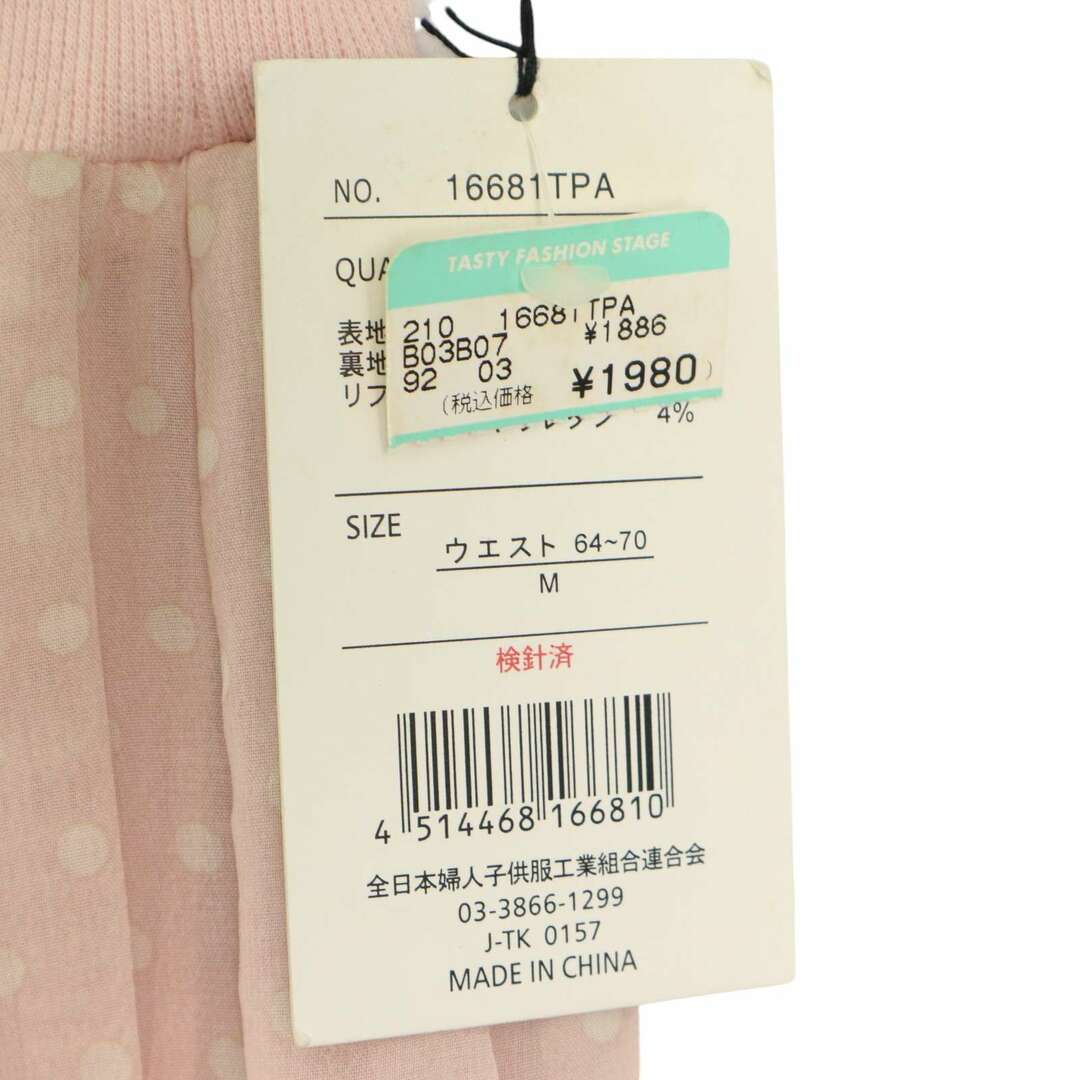 NO. 16681TPA
TASTY FASHION STAGE
QUA
表地
裏地
リフ
210 16681TPA
B03B07 ¥1886
92 03
(税込価格 ¥1980)
4%
SIZE
ウエスト 64~70
M
検針済
4 514468 166810
全日本婦人子供服工業組合連合会
03-3866-1299
J-TK 0157
MADE IN CHINA